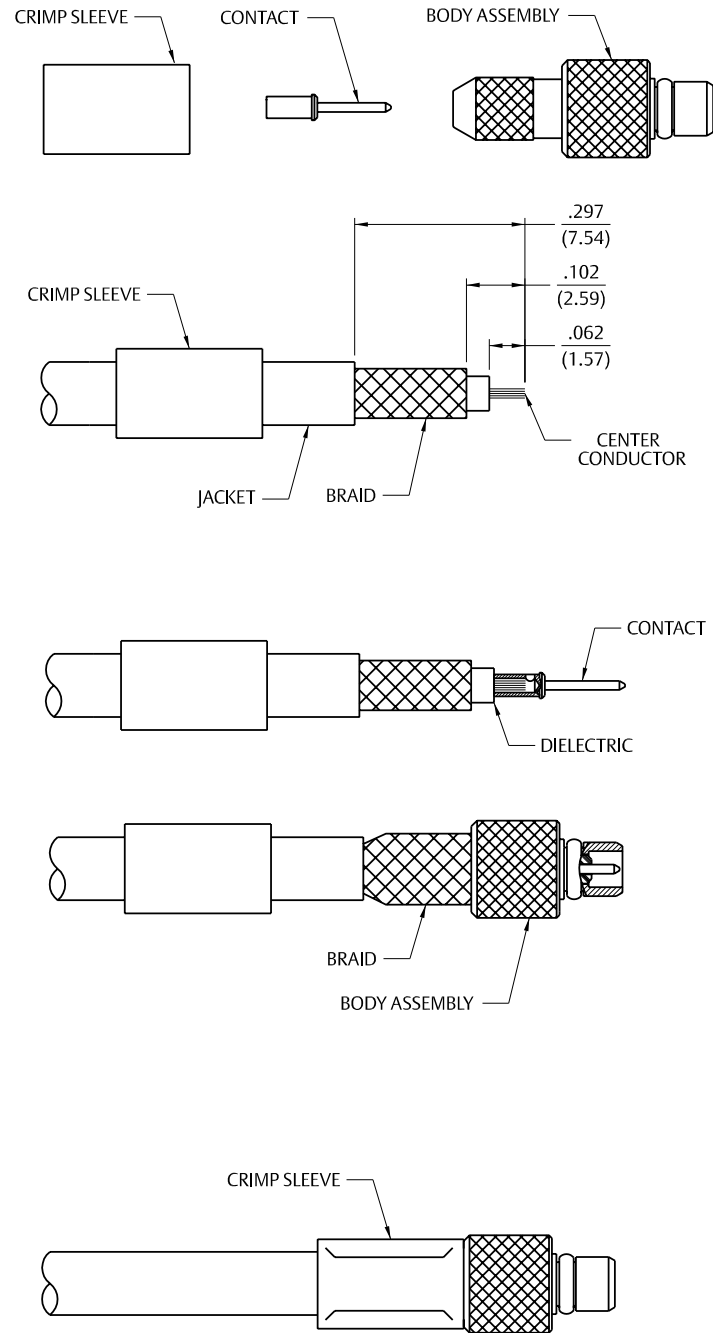 CRIMP SLEEVE
CONTACT
BODY ASSEMBLY
.297
(7.54)
.102
(2.59)
.062
(1.57)
CRIMP SLEEVE
CENTER
CONDUCTOR
JACKET
BRAID
CONTACT
DIELECTRIC
BRAID
BODY ASSEMBLY
CRIMP SLEEVE